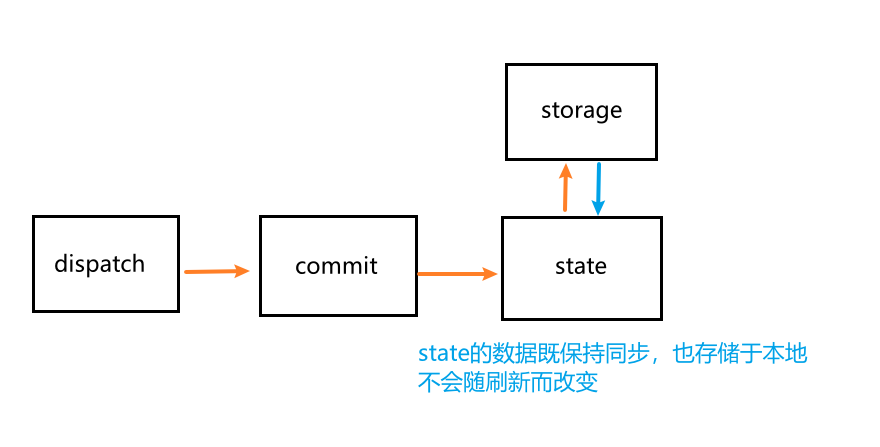 storage
dispatch
commit
state
state的数据既保持同步，也存储于本地
不会随刷新而改变